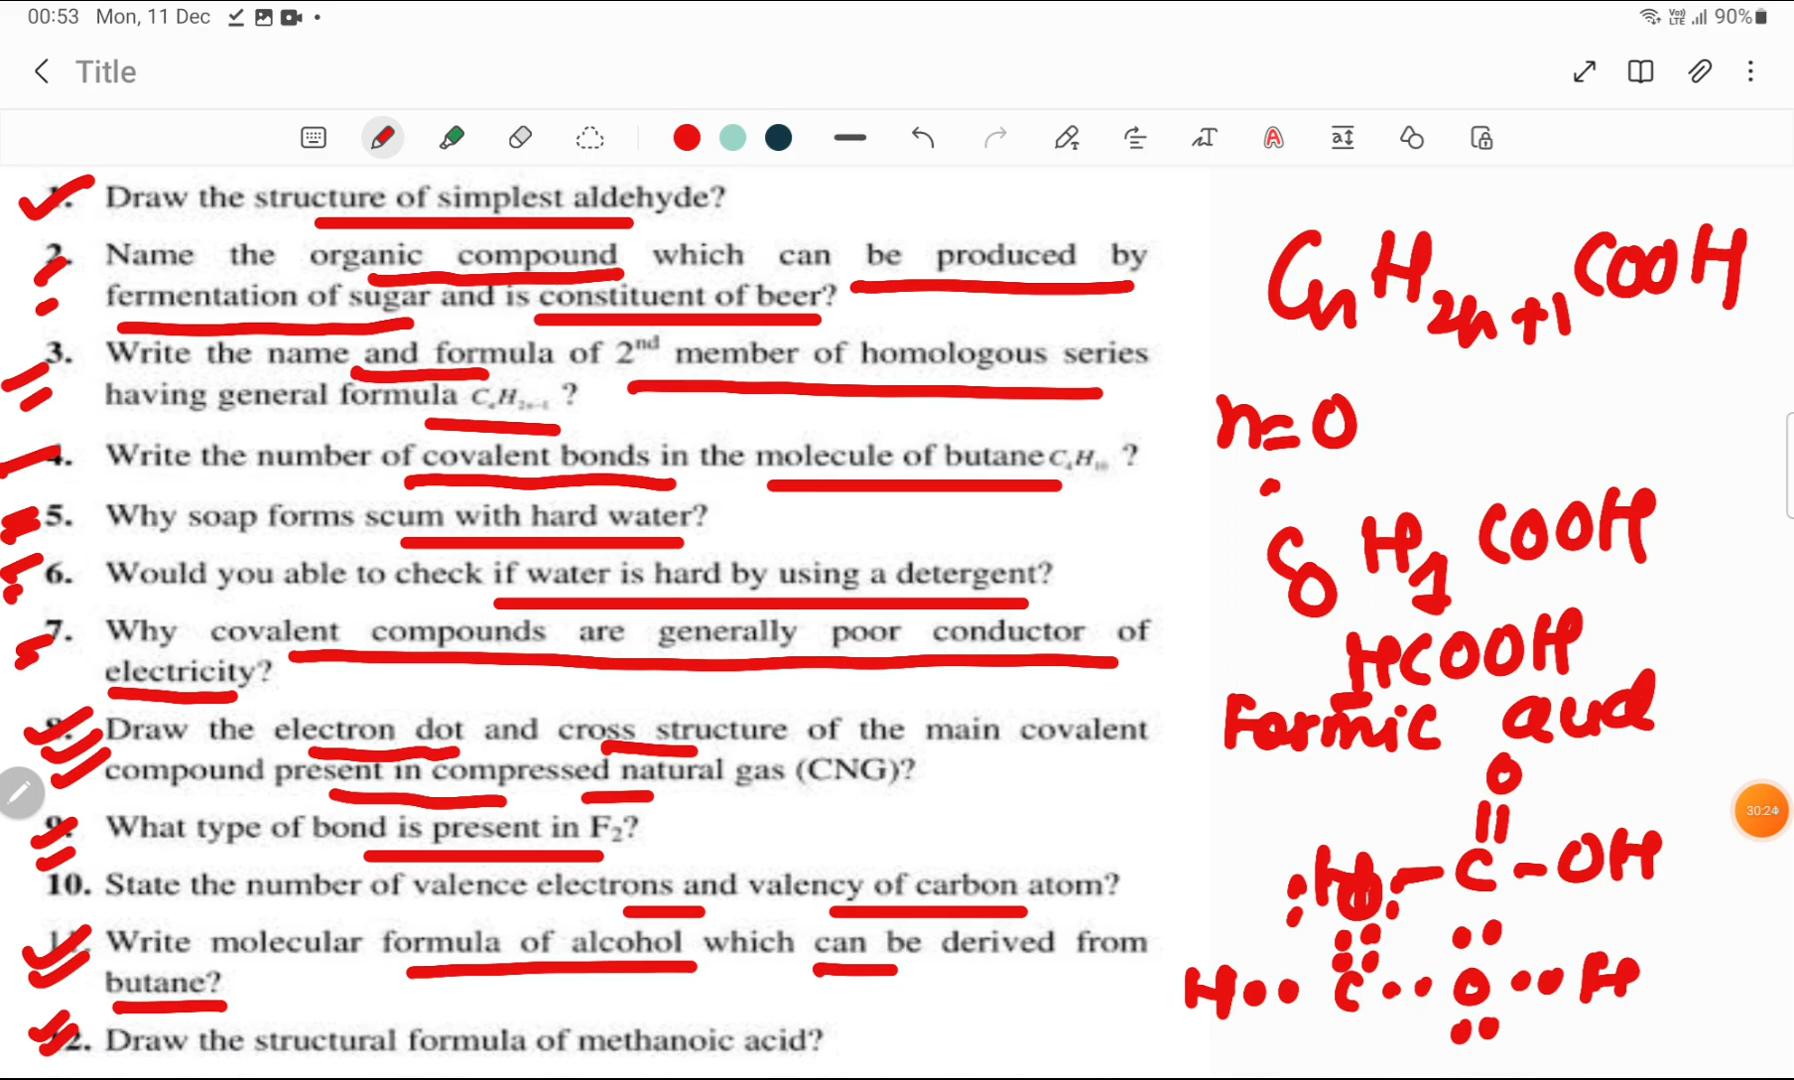 00:53 Mon, 11 Dec
90%
Title
1. Draw the structure of simplest aldehyde?
2. Name the organic compound which can be produced by
fermentation of sugar and is constituent of beer?
3. Write the name and formula of 2nd member of homologous series
having general formula ?
4. Write the number of covalent bonds in the molecule of butane C4H10 ?
5. Why soap forms scum with hard water?
6. Would you able to check if water is hard by using a detergent?
7. Why covalent compounds are generally poor conductor of
electricity?
8. Draw the electron dot and cross structure of the main covalent
compound present in compressed natural gas (CNG)?
9. What type of bond is present in F2?
10. State the number of valence electrons and valency of carbon atom?
11. Write molecular formula of alcohol which can be derived from
butane?
12. Draw the structural formula of methanoic acid?
CnH2n+1COOH
n=0
C0 H1 COOH
HCOOH
Formic acid
O
H-C-OH
H C O H
30:24